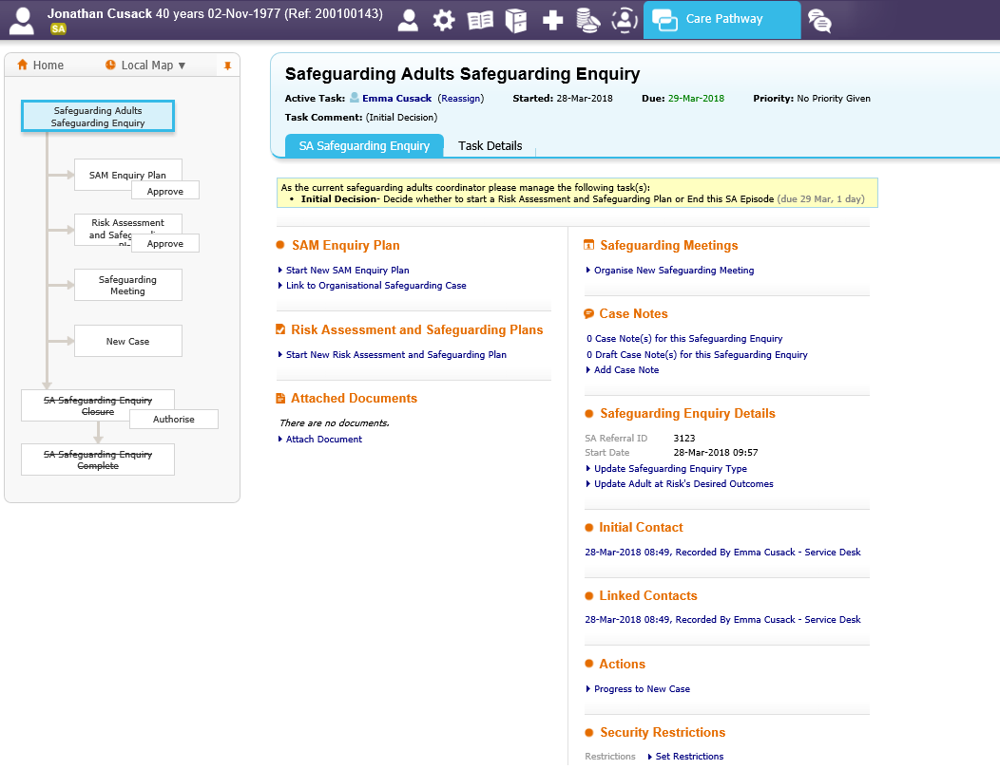 Jonathan Cusack 40 years 02-Nov-1977 (Ref: 200100143)
SA
Care Pathway
Home
Local Map ▼
Safeguarding Adults
Safeguarding Enquiry
SAM Enquiry Plan
Approve
Risk Assessment
and
Approve
Safeguarding
Meeting
New Case
SA Safeguarding Enquiry
Closure
Authorise
SA Safeguarding Enquiry
Complete
Safeguarding Adults Safeguarding Enquiry
Active Task: Emma Cusack (Reassign) Started: 28-Mar-2018 Due: 29-Mar-2018 Priority: No Priority Given
Task Comment: (Initial Decision)
SA Safeguarding Enquiry
Task Details
As the current safeguarding adults coordinator please manage the following task(s):
• Initial Decision- Decide whether to start a Risk Assessment and Safeguarding Plan or End this SA Episode (due 29 Mar, 1 day)
SAM Enquiry Plan
Start New SAM Enquiry Plan
Link to Organisational Safeguarding Case
Risk Assessment and Safeguarding Plans
Start New Risk Assessment and Safeguarding Plan
Attached Documents
There are no documents.
Attach Document
Safeguarding Meetings
Organise New Safeguarding Meeting
Case Notes
0 Case Note(s) for this Safeguarding Enquiry
0 Draft Case Note(s) for this Safeguarding Enquiry
Add Case Note
Safeguarding Enquiry Details
SA Referral ID 3123
Start Date 28-Mar-2018 09:57
Update Safeguarding Enquiry Type
Update Adult at Risk's Desired Outcomes
Initial Contact
28-Mar-2018 08:49, Recorded By Emma Cusack - Service Desk
Linked Contacts
28-Mar-2018 08:49, Recorded By Emma Cusack - Service Desk
Actions
Progress to New Case
Security Restrictions
Restrictions Set Restrictions